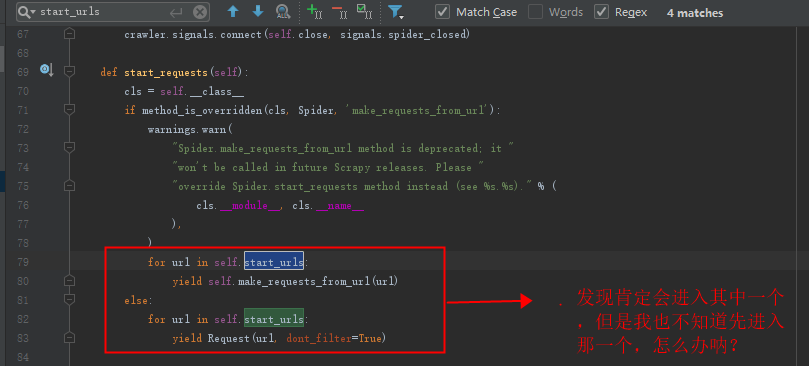 start_urls
Match Case
Words
Regex
4 matches
67 crawler.signals.connect(self.close, signals.spider_closed)
68
69 def start_requests(self):
70 cls = self.__class__
71 if method_is_overridden(cls, Spider, 'make_requests_from_url'):
72 warnings.warn(
73 "Spider.make_requests_from_url method is deprecated; it "
74 "won't be called in future Scrapy releases. Please "
75 "override Spider.start_requests method instead (see %s.%s)." % (
76 cls.__module__, cls.__name__
77 ),
78 )
79 for url in self.start_urls:
80 yield self.make_requests_from_url(url)
81 else:
82 for url in self.start_urls:
83 yield Request(url, dont_filter=True)
84
.发现肯定会进入其中一个
,但是我也不知道先进入
那一个,怎么办呐?